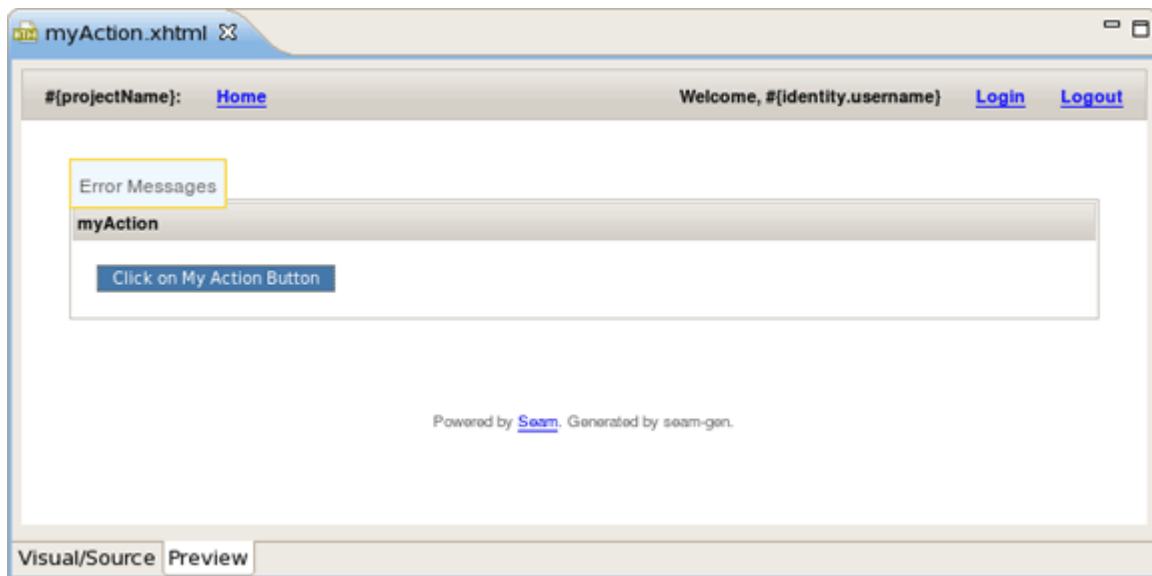 myAction.xhtml
#{projectName}: Home Welcome, #{identity.username} Login Logout
Error Messages
myAction
Click on My Action Button
Powered by Seam. Generated by seam-gen.
Visual/Source Preview